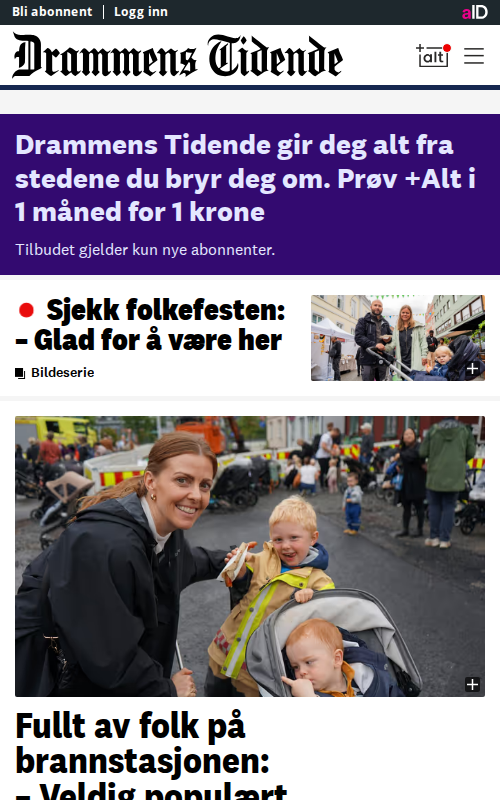 Bli abonnent | Logg inn
aID
Drammens Tidende
+alt
Drammens Tidende gir deg alt fra
stedene du bryr deg om. Prøv +Alt i
1 måned for 1 krone
Tilbudet gjelder kun nye abonnenter.
Sjekk folkefesten:
– Glad for å være her
Bildeserie
Fullt av folk på
brannstasjonen:
– Veldig populært